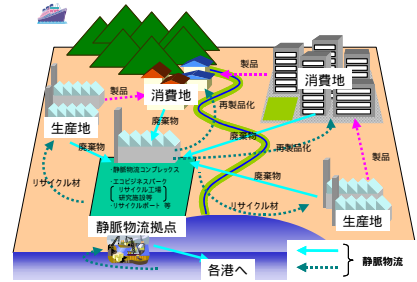 製品
消費地
消費地
製品
再製品化
廃棄物
生産地
廃棄物
再製品化
廃棄物
製品
廃棄物
静脈物流コンプレックス
・エコビジネスパーク
リサイクル工場
研究施設等
・リサイクルポート 等
リサイクル材
リサイクル材
生産地
静脈物流拠点
各港へ
静脈物流